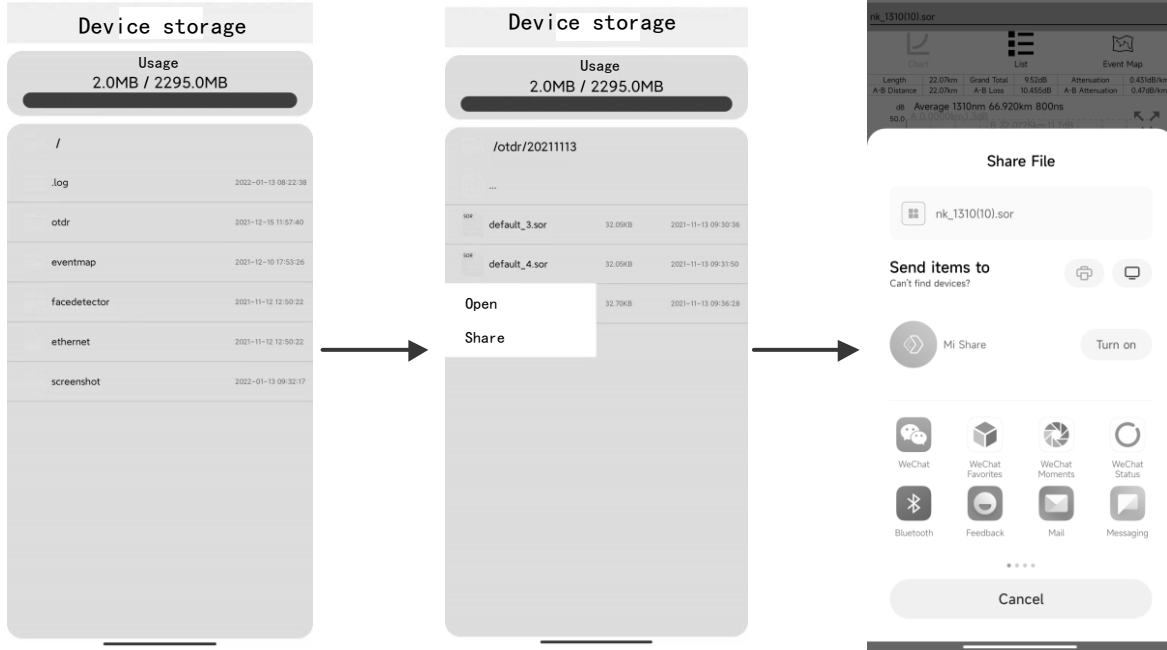 Device storage
Usage
2.0MB / 2295.0MB
/
.log 2022-01-13 08:22:38
otdr 2021-12-15 11:57:40
eventmap 2021-12-10 17:53:26
facedetector 2021-11-12 12:50:22
ethernet 2021-11-12 12:50:22
screenshot 2022-01-13 09:32:17
Device storage
Usage
2.0MB / 2295.0MB
/otdr/20211113
...
SOR default_3.sor 32.05KB 2021-11-13 09:30:36
SOR default_4.sor 32.05KB 2021-11-13 09:31:50
32.70KB 2021-11-13 09:36:28
Open
Share
nk_1310(10).sor
Chart List Event Map
Length 22.07km Grand Total 9.52dB Attenuation 0.431dB/km
A-B Distance 22.07km A-B Loss 10.455dB A-B Attenuation 0.47dB/km
dB Average 1310nm 66.920km 800ns
50.0
Share File
nk_1310(10).sor
Send items to
Can't find devices?
Mi Share Turn on
WeChat WeChat Favorites WeChat Moments WeChat Status
Bluetooth Feedback Mail Messaging
Cancel